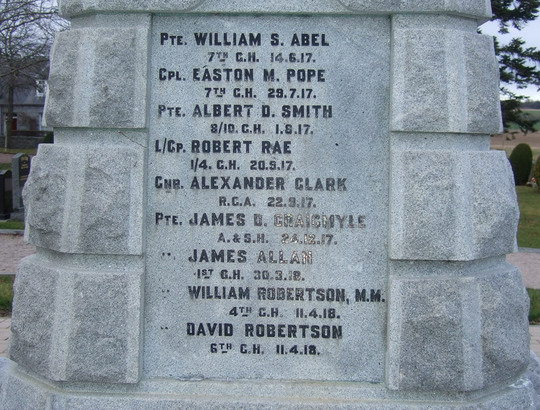 PTE. WILLIAM S. ABEL
7TH G.H. 14.6.17.
CPL. EASTON M. POPE
7TH G.H. 29.7.17.
PTE. ALBERT D. SMITH
8/10. G.H. 1.8.17.
L/CP. ROBERT RAE
1/4. G.H. 20.9.17.
GNR. ALEXANDER CLARK
R.G.A. 22.9.17.
PTE. JAMES D. CRAIGMYLE
A. & S.H. 24.12.17.
" JAMES ALLAN
1ST G.H. 30.3.18.
" WILLIAM ROBERTSON, M.M.
4TH G.H. 11.4.18.
" DAVID ROBERTSON
6TH G.H. 11.4.18.